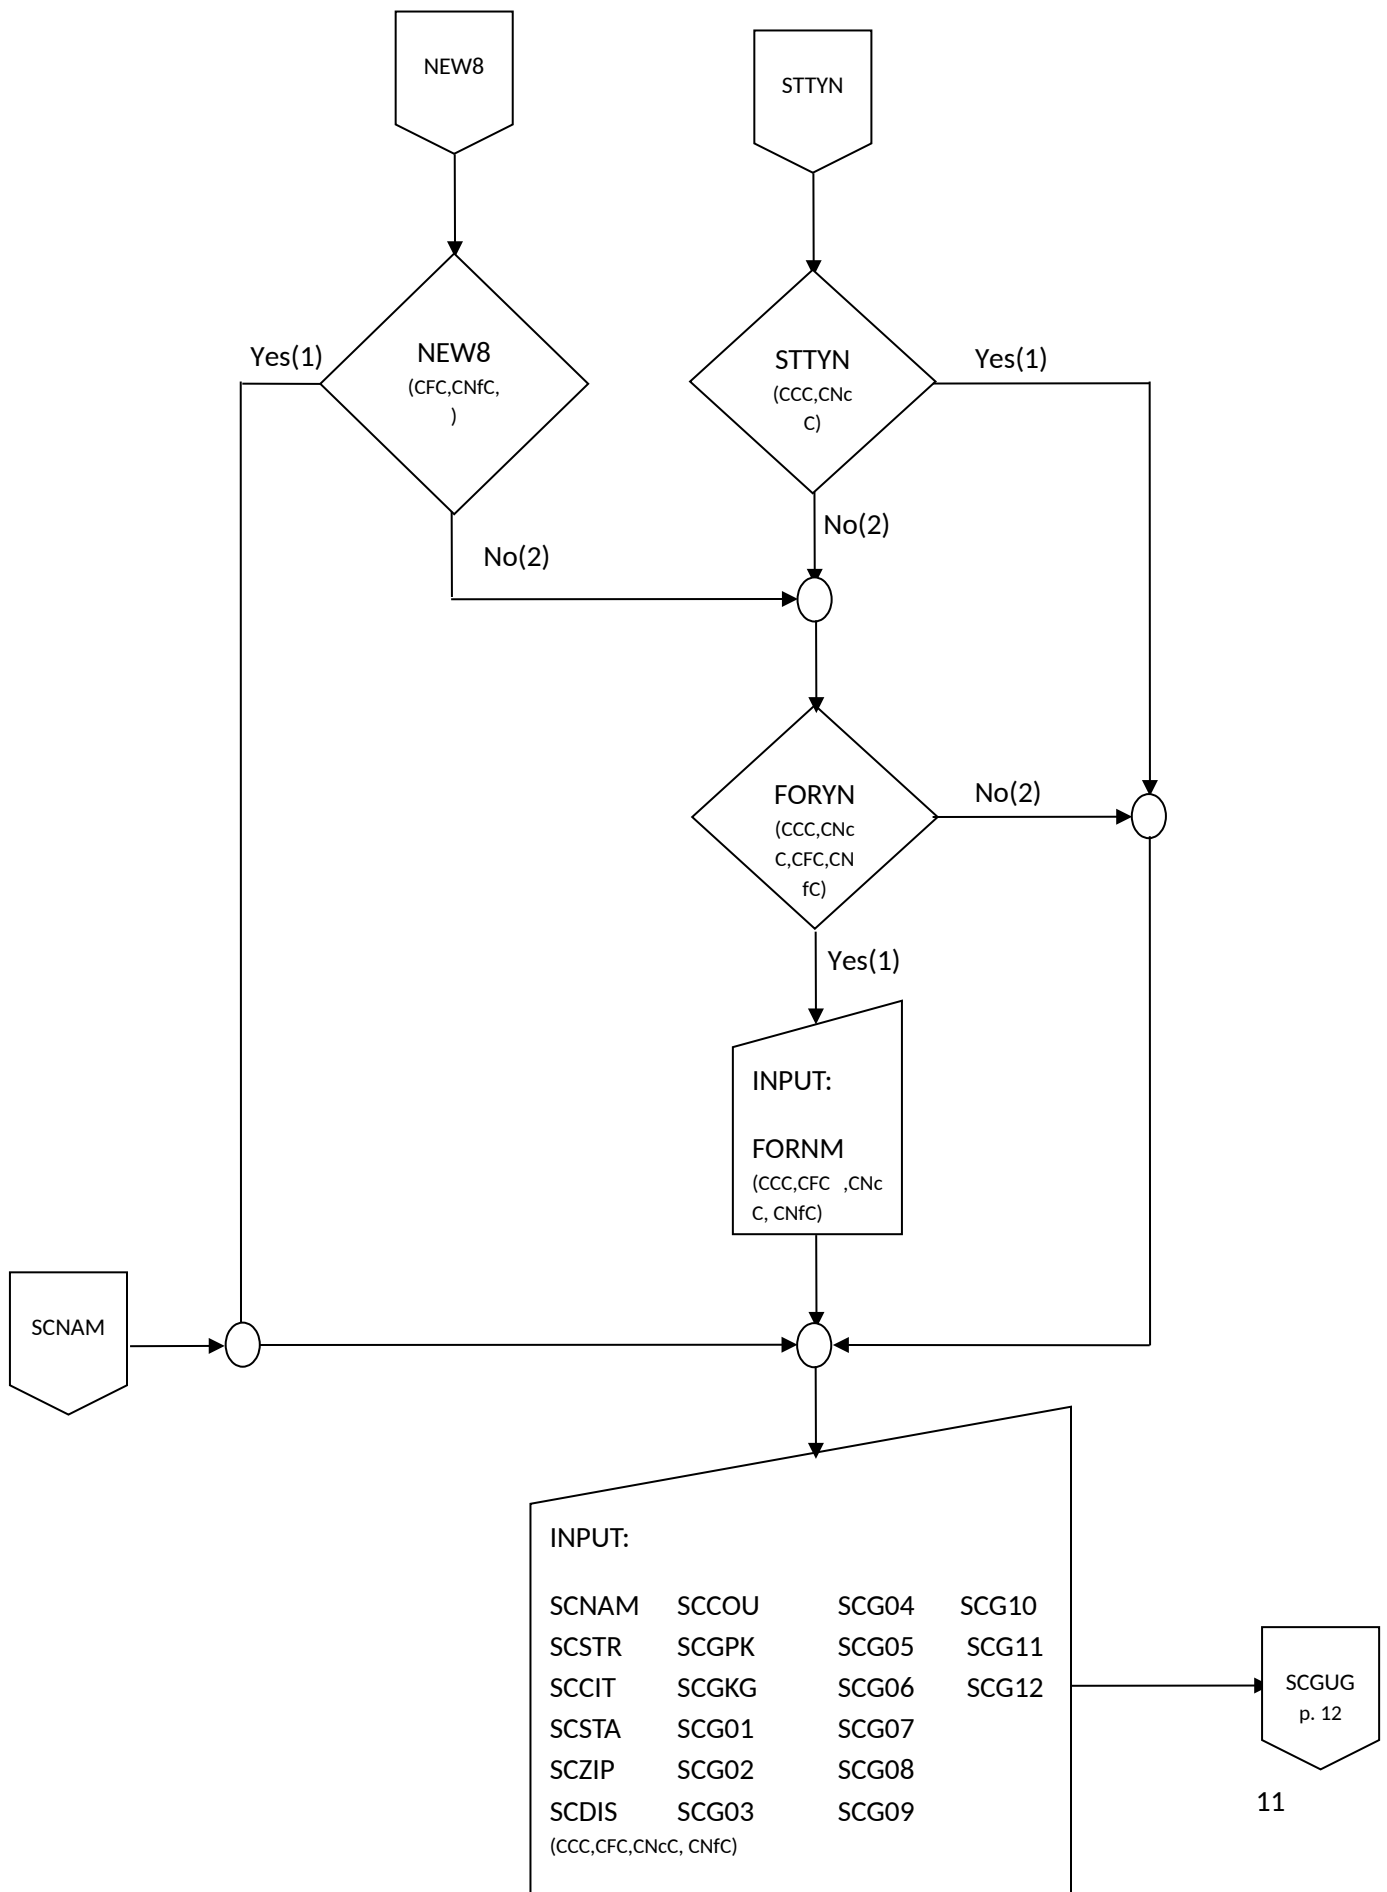 NEW8
STTYN
NEW8
(CFC,CNfC,
)
Yes(1)
STTYN
(CCC,CNc
C)
Yes(1)
No(2)
No(2)
FORYN
(CCC,CNc
C,CFC,CN
fC)
No(2)
Yes(1)
INPUT:
FORNM
(CCC,CFC ,CNc
C, CNfC)
SCNAM
INPUT:
SCNAM SCCOU SCG04 SCG10
SCSTR SCGPK SCG05 SCG11
SCCIT SCGKG SCG06 SCG12
SCSTA SCG01 SCG07
SCZIP SCG02 SCG08
SCDIS SCG03 SCG09
(CCC,CFC,CNcC, CNfC)
SCGUG
p. 12
11